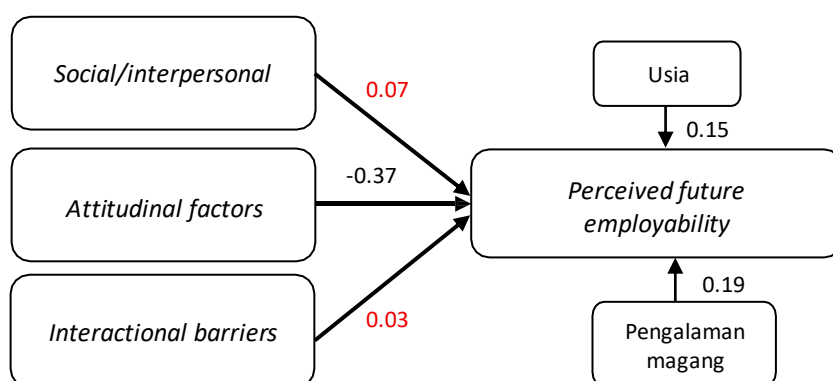 Social/interpersonal
0.07
Usia
0.15
Attitudinal factors
-0.37
Perceived future
employability
Interactional barriers
0.03
0.19
Pengalaman
magang